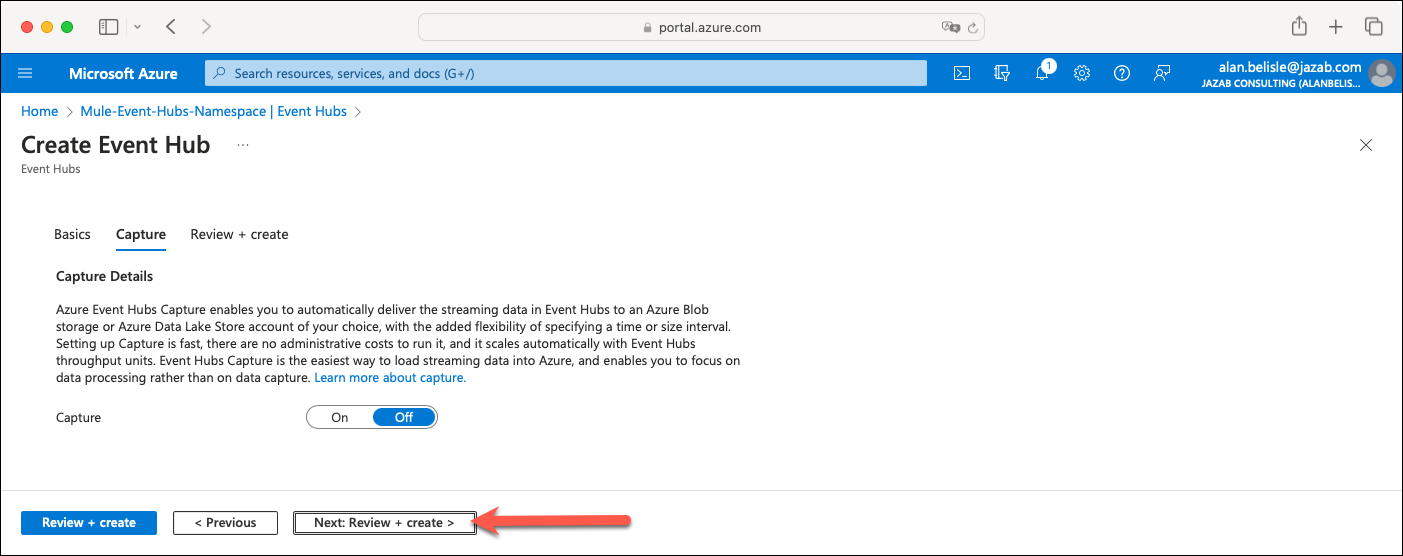 portal.azure.com
Microsoft Azure
Search resources, services, and docs (G+/)
1
alan.belisle@jazab.com
JAZAB CONSULTING (ALANBELIS...
Home > Mule-Event-Hubs-Namespace | Event Hubs >
Create Event Hub ...
Event Hubs
Basics Capture Review + create
Capture Details
Azure Event Hubs Capture enables you to automatically deliver the streaming data in Event Hubs to an Azure Blob
storage or Azure Data Lake Store account of your choice, with the added flexibility of specifying a time or size interval.
Setting up Capture is fast, there are no administrative costs to run it, and it scales automatically with Event Hubs
throughput units. Event Hubs Capture is the easiest way to load streaming data into Azure, and enables you to focus on
data processing rather than on data capture. Learn more about capture.
Capture On Off
Review + create < Previous Next: Review + create >